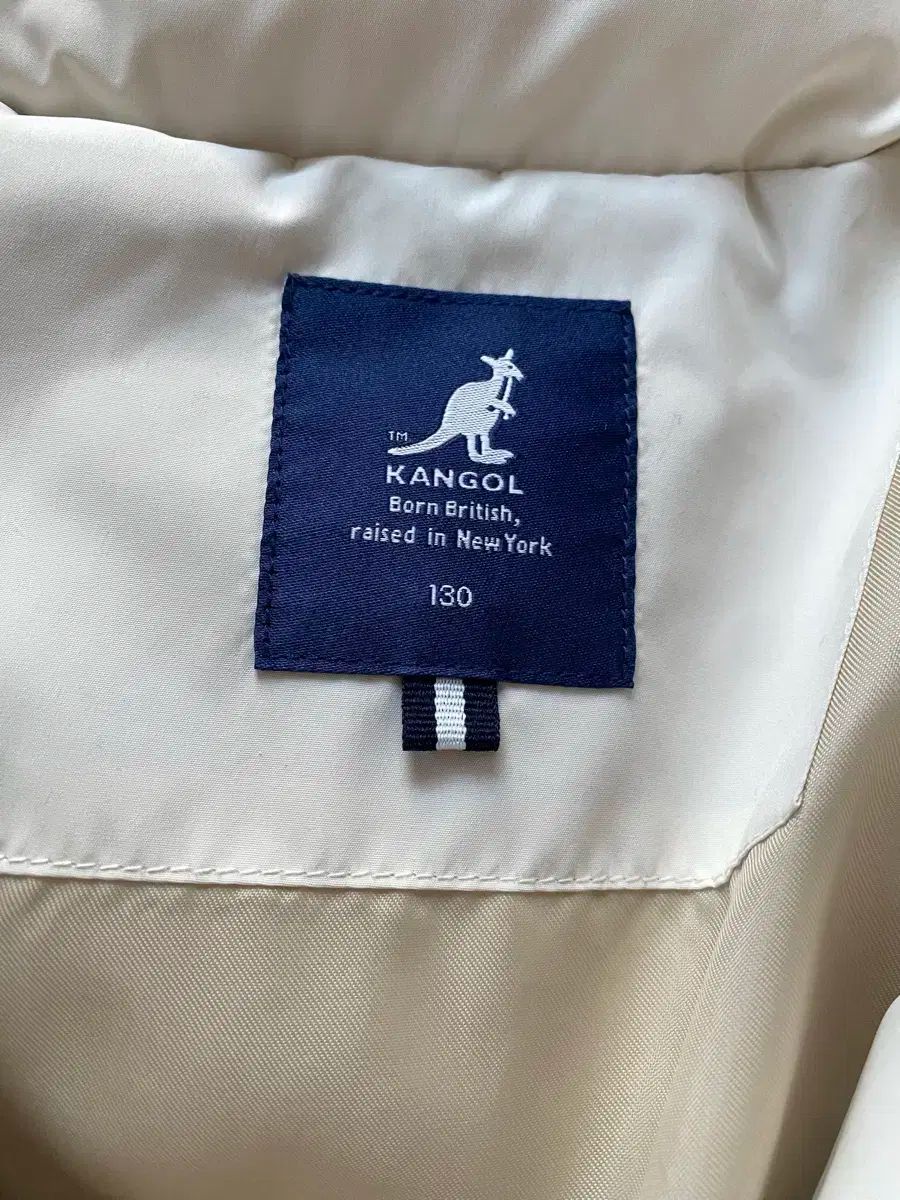 TM
KANGOL
Born British,
raised in New York
130